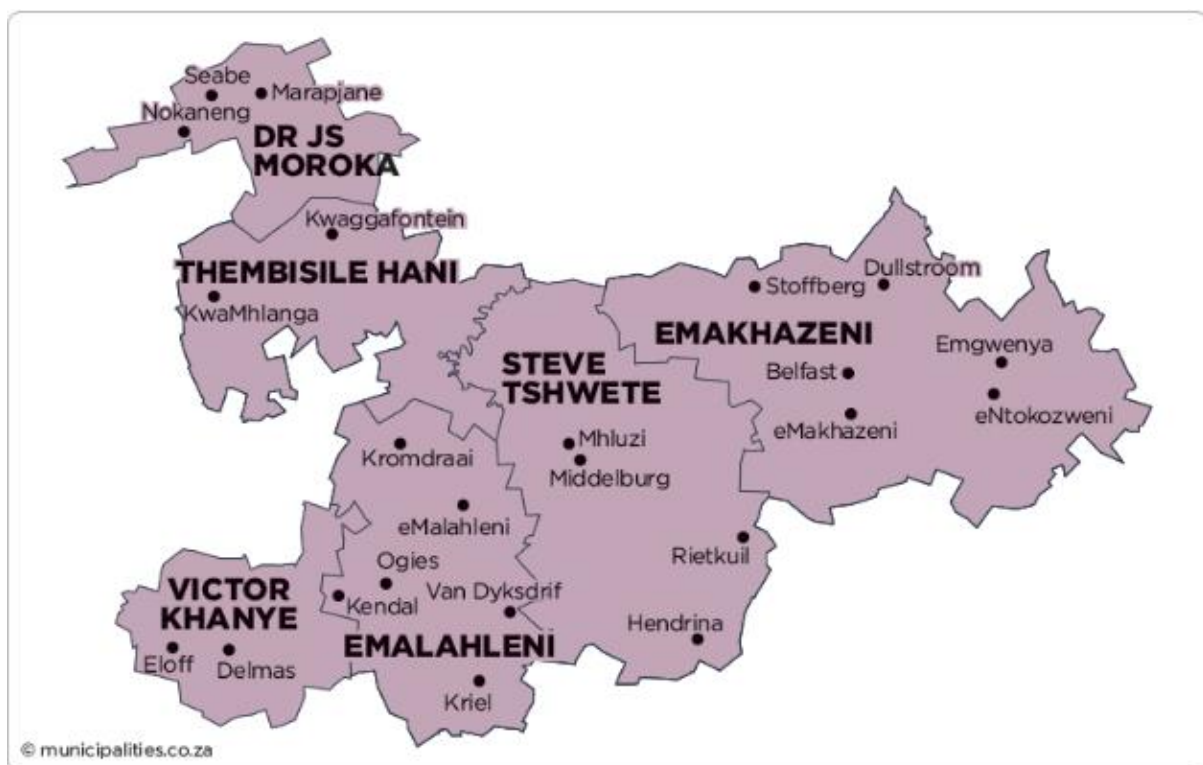 Seabe
Marapjane
Nokaneng
DR JS
MOROKA
Kwaggafontein
THEMBISILE HANI
KwaMhlanga
Dullstroom
Stoffberg
EMAKHAZENI
Emgwenya
Belfast
eNtokozweni
eMakhazeni
STEVE
TSHWETE
Mhluzi
Middelburg
Kromdraai
eMalahleni
Rietkuil
Ogies
Van Dyksdrif
Kendal
VICTOR
KHANYE
Hendrina
EMALAHLENI
Eloff
Delmas
Kriel
© municipalities.co.za